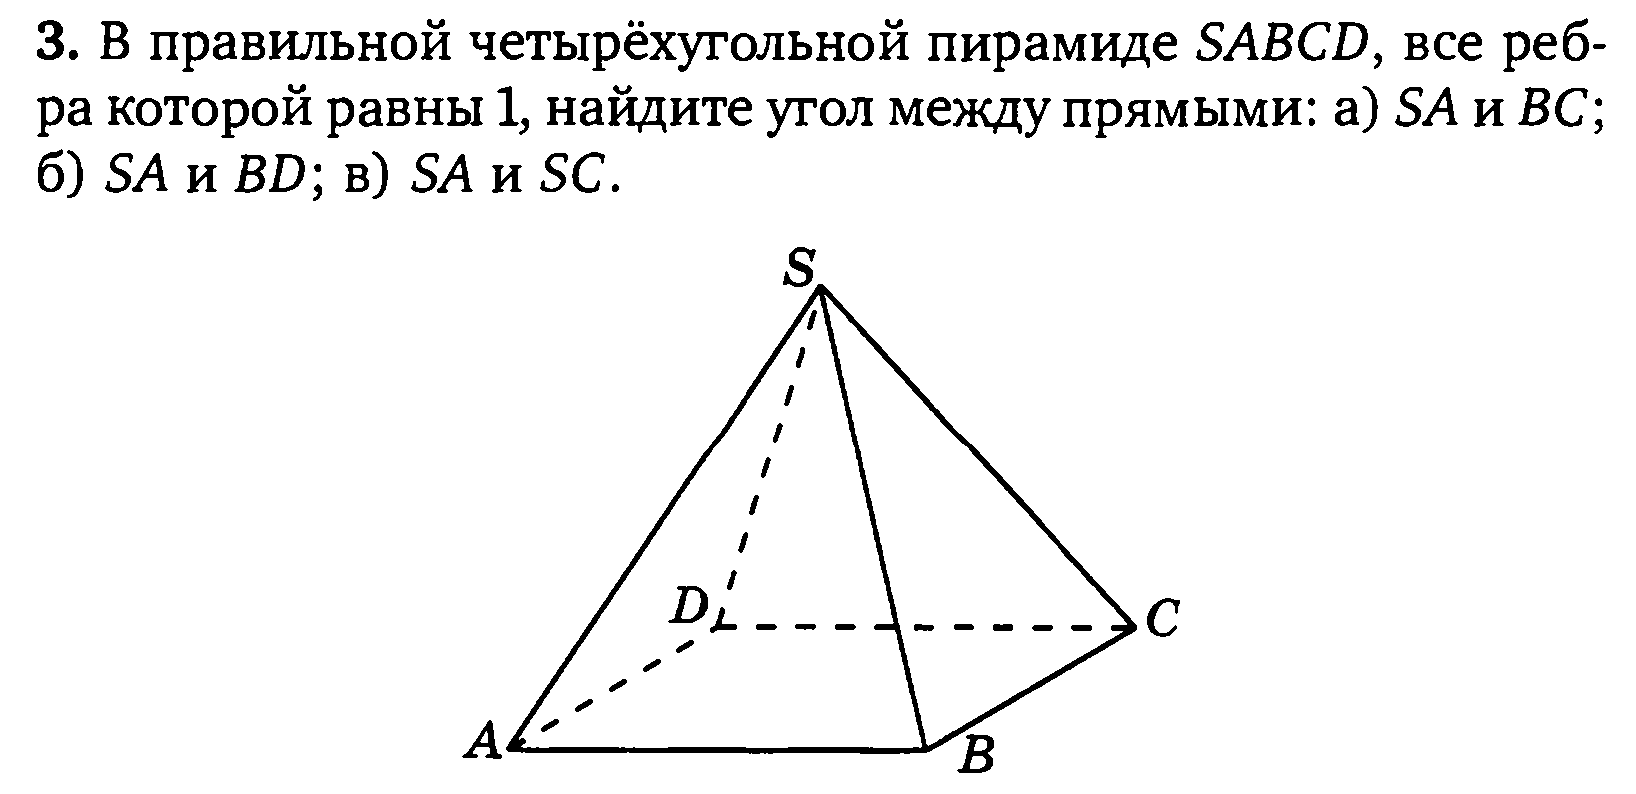 3. В правильной четырёхугольной пирамиде SABCD, все реб-
ра которой равны 1, найдите угол между прямыми: а) SA и BC;
б) SA и BD; в) SA и SC.
S
D
C
A
B